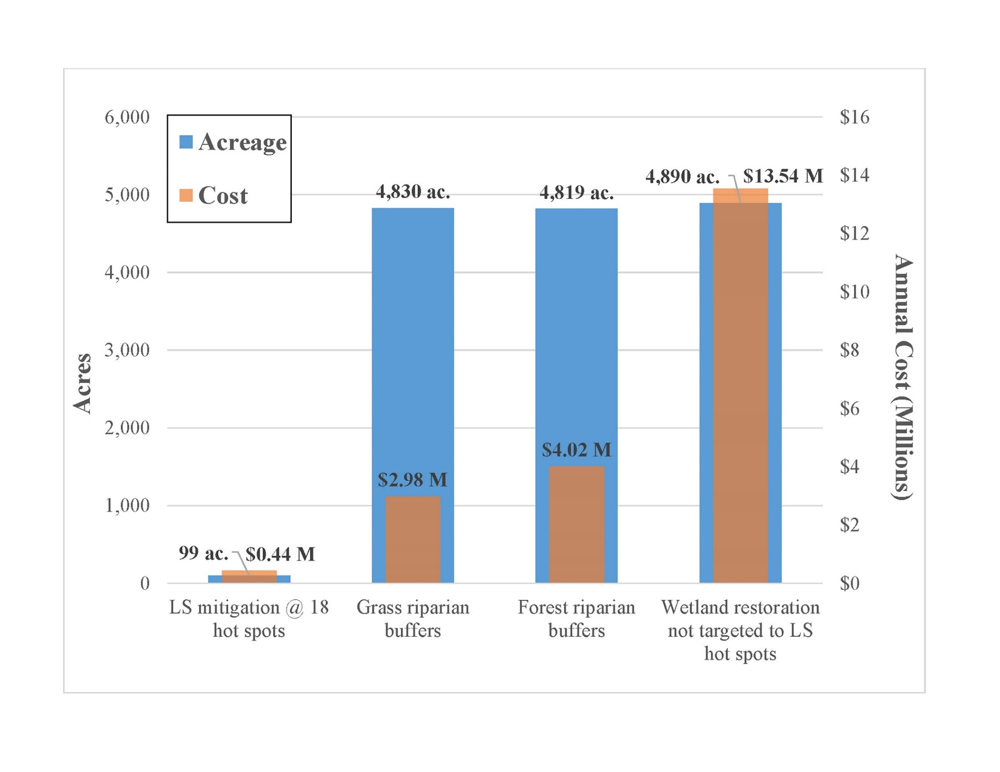 6,000
5,000
4,000
3,000
2,000
1,000
0
Acres
Acreage
Cost
99 ac.
$0.44 M
4,830 ac.
$2.98 M
4,819 ac.
$4.02 M
4,890 ac.
$13.54 M
$16
$14
$12
$10
$8
$6
$4
$2
$0
Annual Cost (Millions)
LS mitigation @ 18
hot spots
Grass riparian
buffers
Forest riparian
buffers
Wetland restoration
not targeted to LS
hot spots